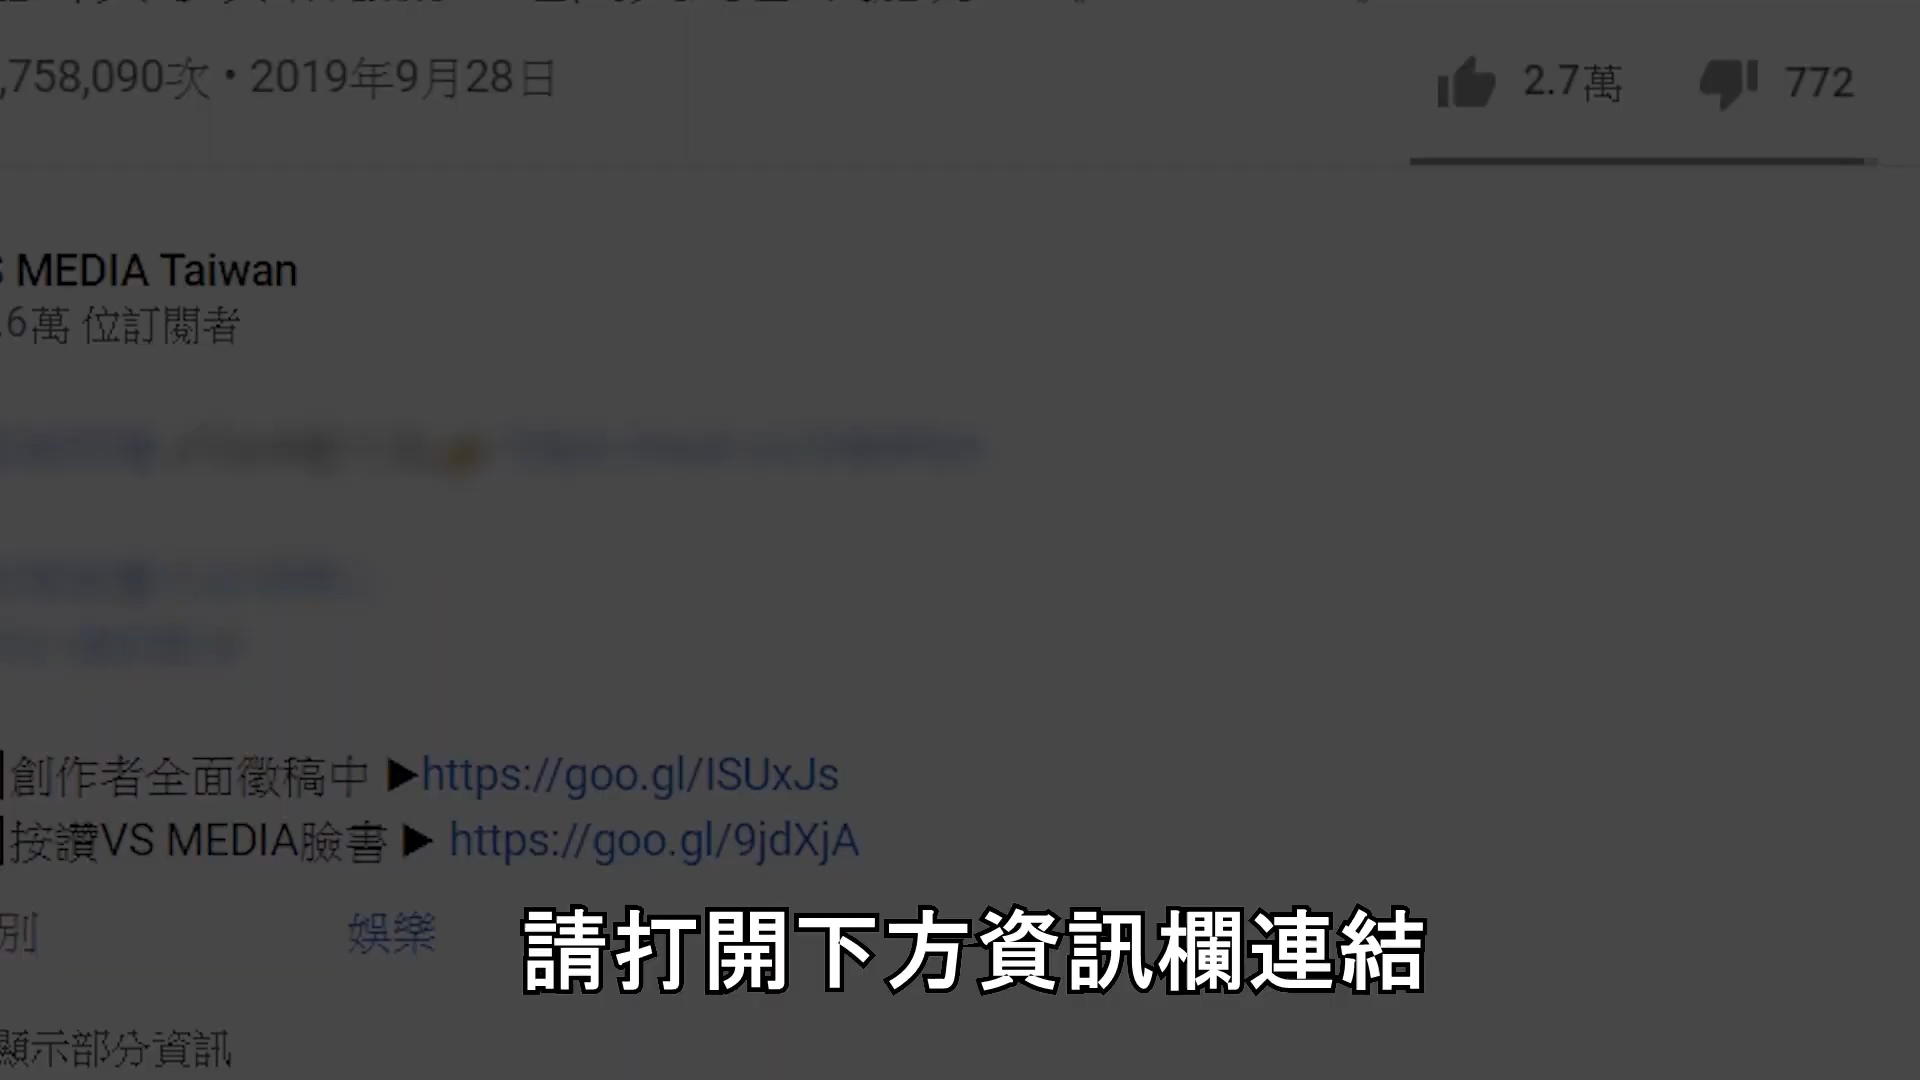 ,758,090次 • 2019年9月28日
2.7萬 772
MEDIA Taiwan
.6萬 位訂閱者
創作者全面徵稿中 ▶https://goo.gl/ISUxJs
按讚VS MEDIA臉書 ▶ https://goo.gl/9jdXjA
別 娛樂
請打開下方資訊欄連結
顯示部分資訊